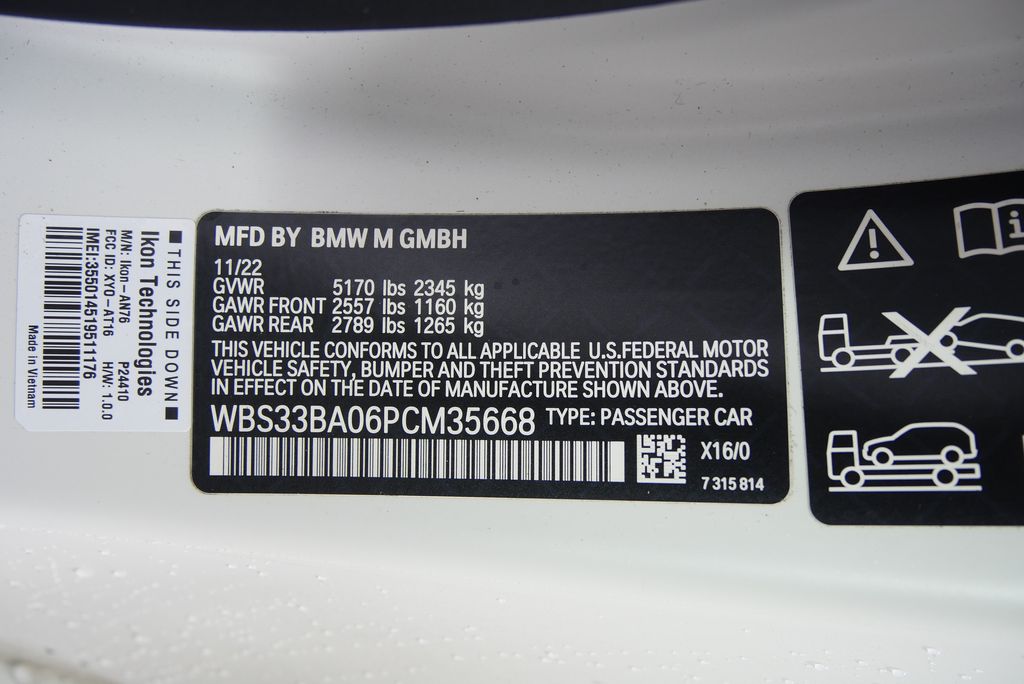 ■ THIS SIDE DOWN ■
Ikon Technologies
M/N: Ikon-AN76 P24410
FCC ID: XYO-AT16 H/W: 1.0.0
IMEI:355014519511176
Made in Vietnam
MFD BY BMW M GMBH
11/22
GVWR 5170 lbs 2345 kg
GAWR FRONT 2557 lbs 1160 kg
GAWR REAR 2789 lbs 1265 kg
THIS VEHICLE CONFORMS TO ALL APPLICABLE U.S.FEDERAL MOTOR
VEHICLE SAFETY, BUMPER AND THEFT PREVENTION STANDARDS
IN EFFECT ON THE DATE OF MANUFACTURE SHOWN ABOVE.
WBS33BA06PCM35668 TYPE: PASSENGER CAR
X16/0
7 315 814